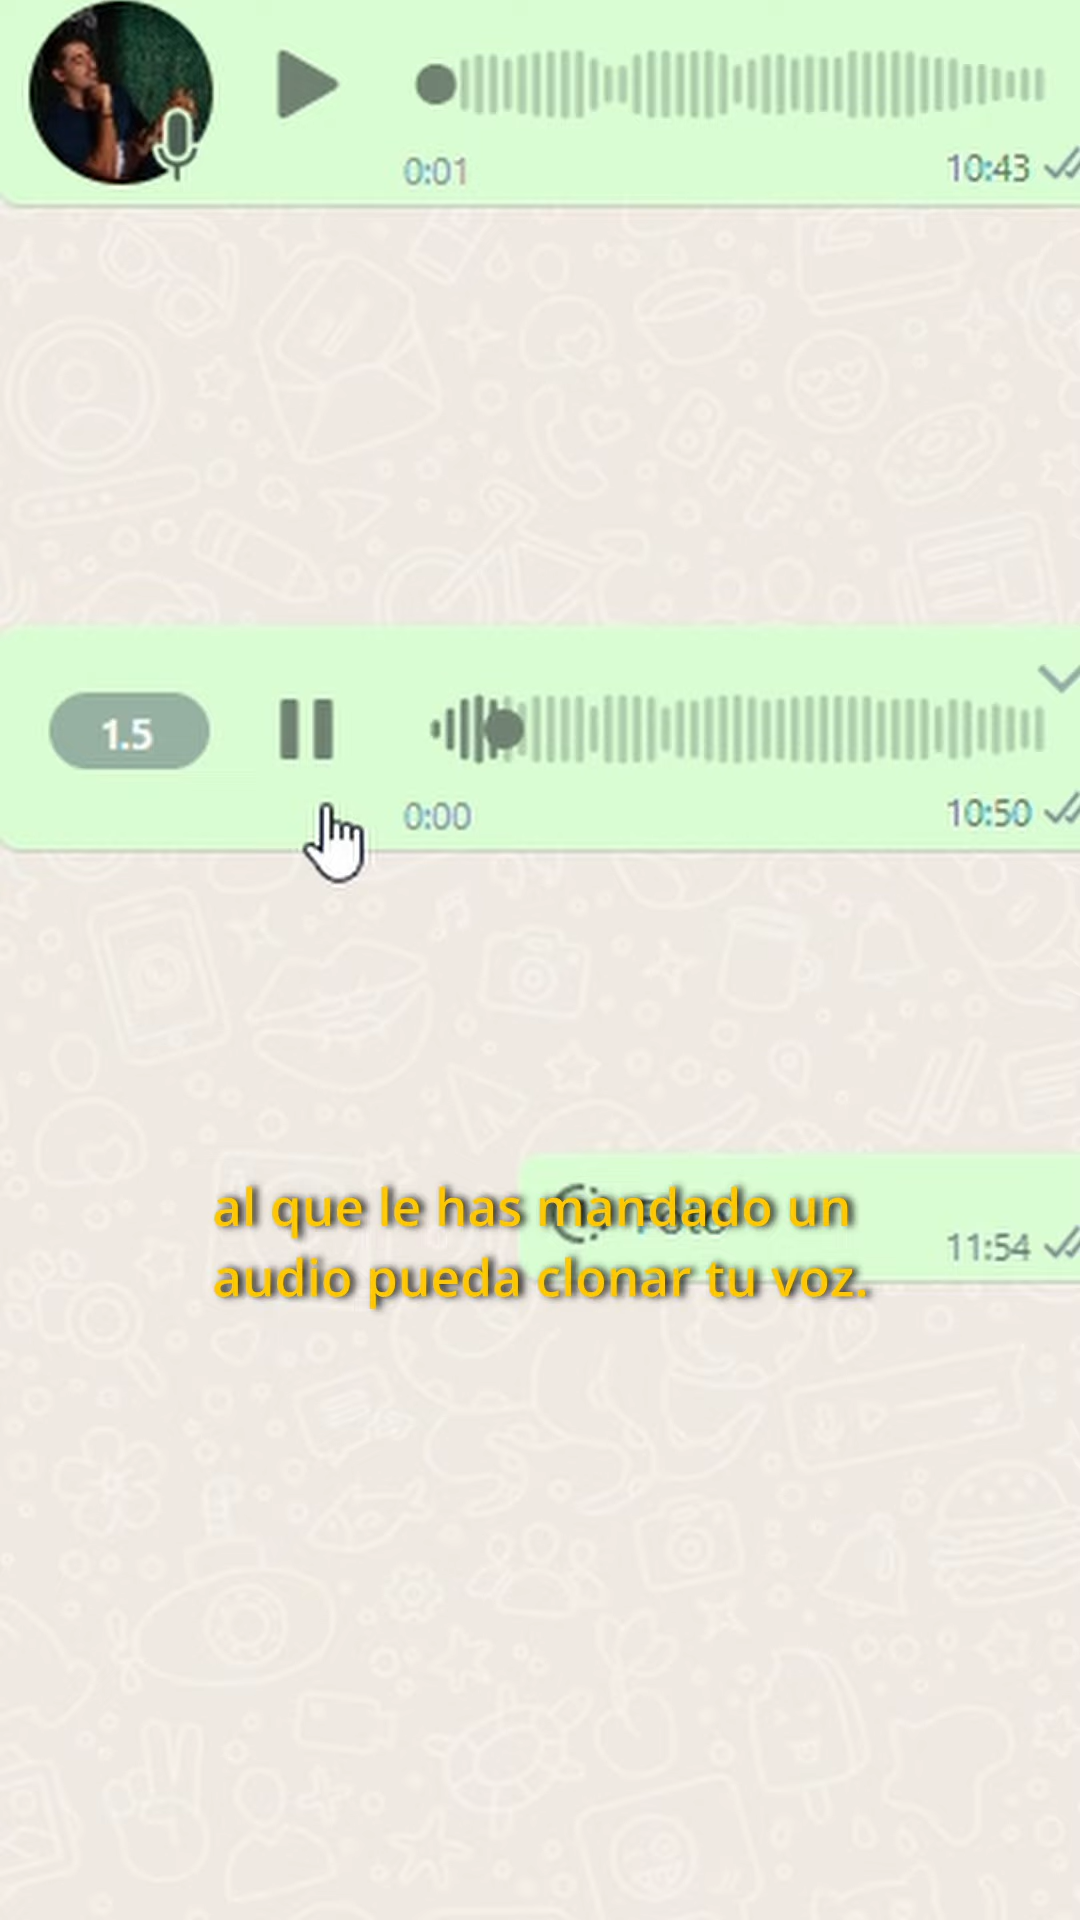 0:01
10:43
1.5
0:00
10:50
al que le has mandado un
audio pueda clonar tu voz.
Foto
11:54